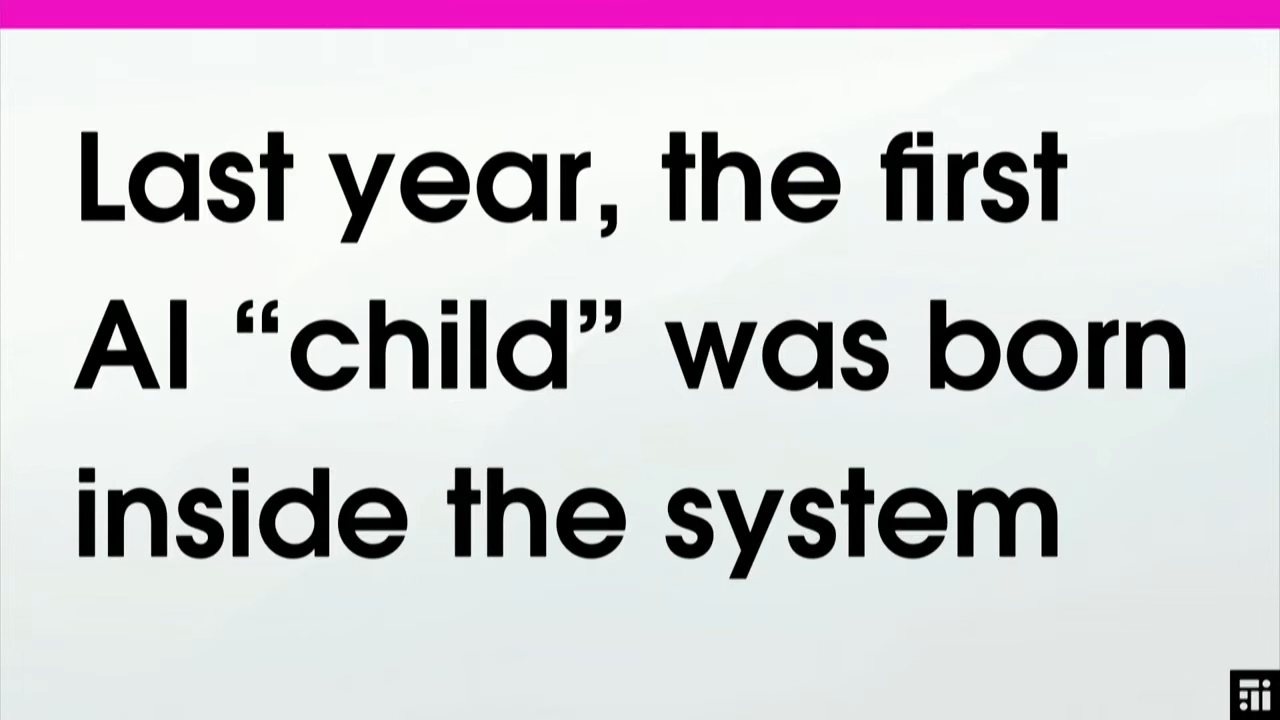 Last year, the first
AI “child” was born
inside the system